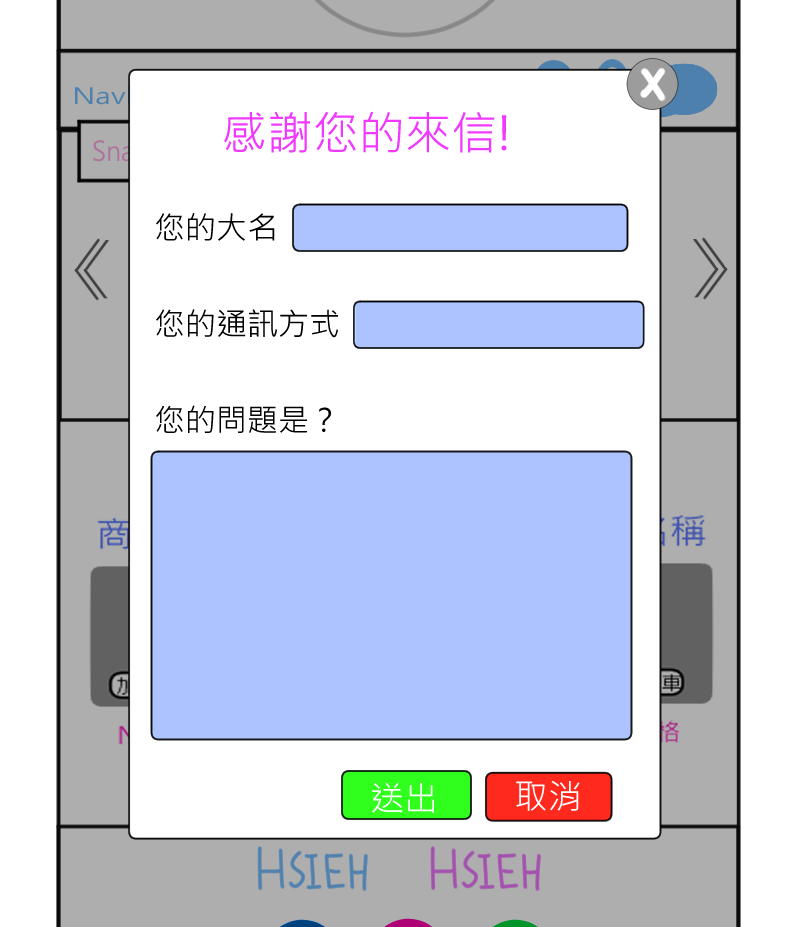 Nav
Sna
X
感謝您的來信!
您的大名
您的通訊方式
您的問題是？
商
稱
加
車
N
格
送出
取消
HSIEH HSIEH